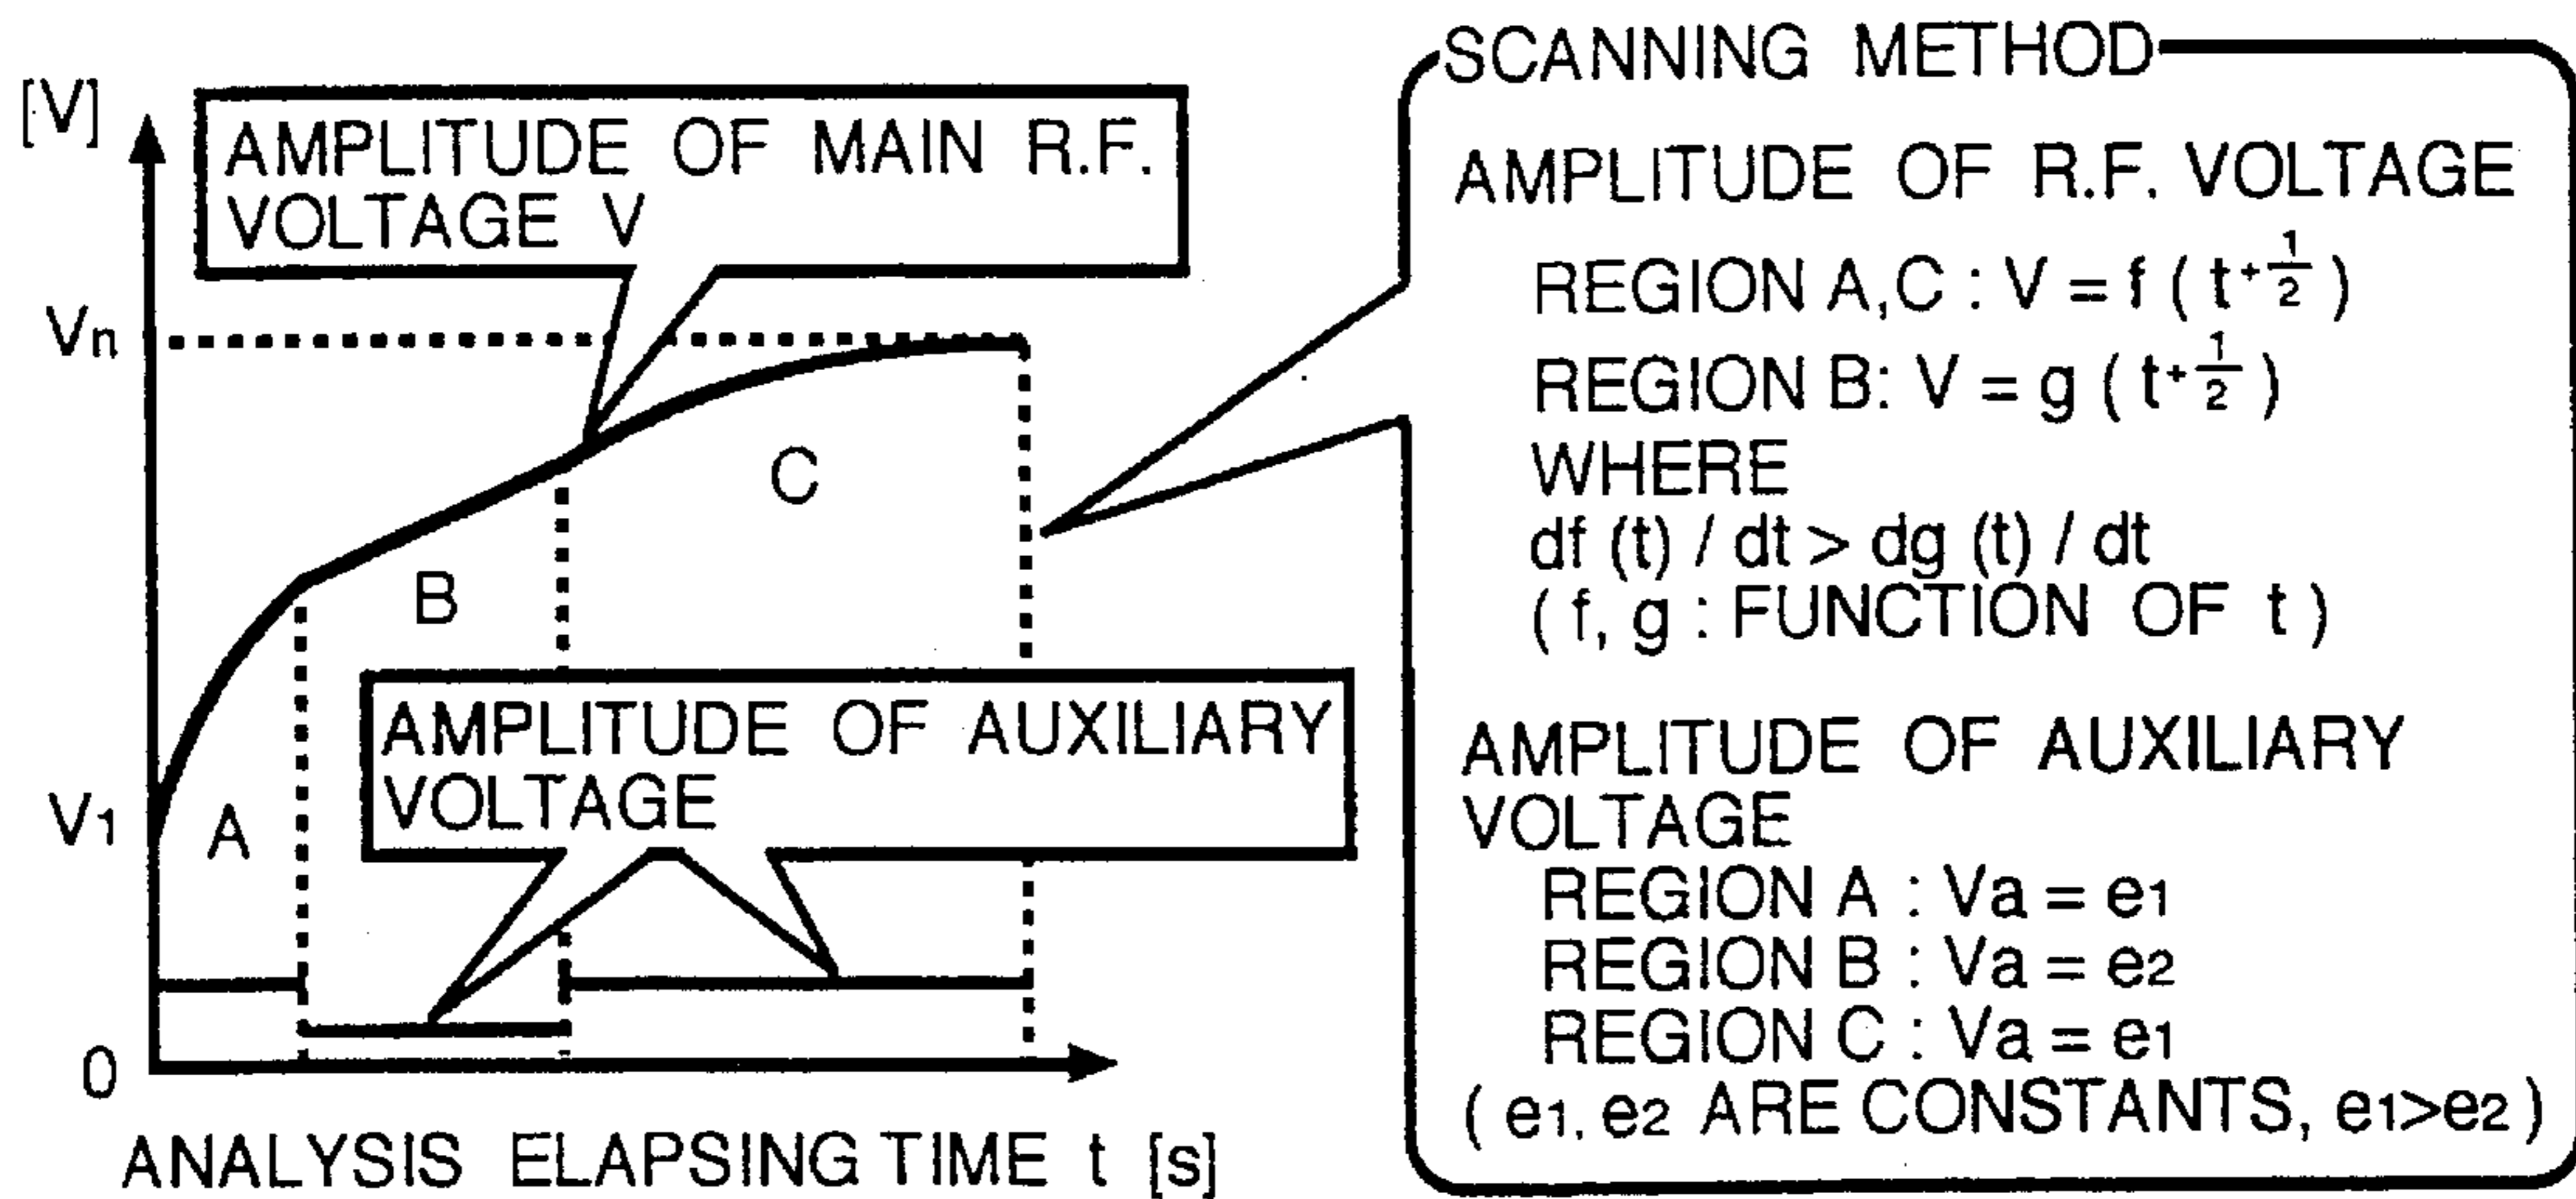 [V]
AMPLITUDE OF MAIN R.F.
VOLTAGE V
Vn
C
B
AMPLITUDE OF AUXILIARY
VOLTAGE
V1
A
0
ANALYSIS ELAPSING TIME t [s]
SCANNING METHOD
AMPLITUDE OF R.F. VOLTAGE
REGION A,C : V = f ( t^{+1/2} )
REGION B: V = g ( t^{+1/2} )
WHERE
df (t) / dt > dg (t) / dt
( f, g : FUNCTION OF t )
AMPLITUDE OF AUXILIARY
VOLTAGE
REGION A : Va = e1
REGION B : Va = e2
REGION C : Va = e1
( e1, e2 ARE CONSTANTS, e1>e2 )